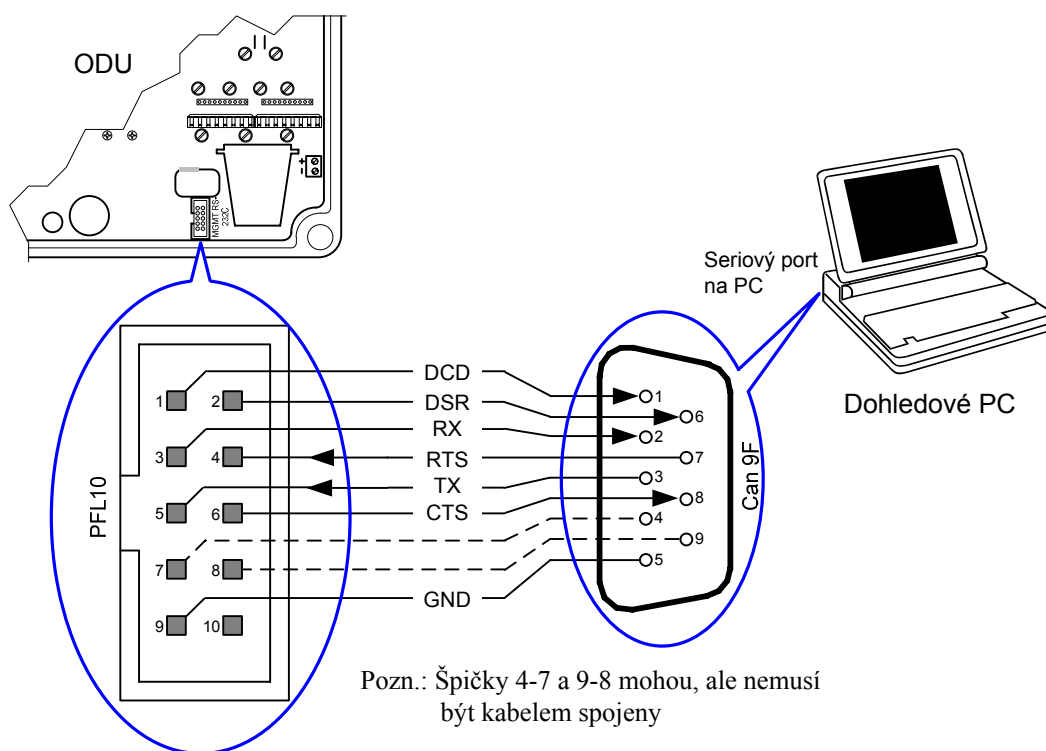 ODU
+
-
MGMT RS-
232C
Seriový port
na PC
Dohledové PC
PFL10
1
2
3
4
5
6
7
8
9
10
DCD
DSR
RX
RTS
TX
CTS
GND
1
6
2
7
3
8
4
9
5
Can 9F
Pozn.: Špičky 4-7 a 9-8 mohou, ale nemusí
být kabelem spojeny